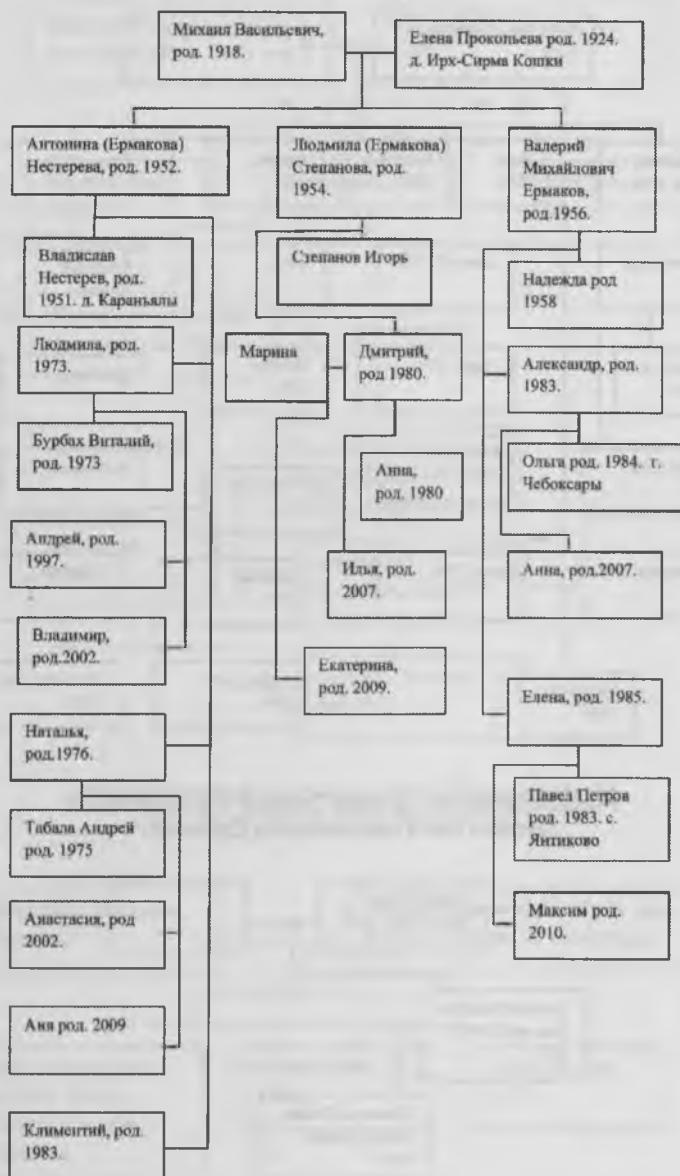 Михаил Васильевич,
род. 1918.
Елена Прокопьева род. 1924.
д. Ирх-Сирма Кошки
Антонина (Ермакова)
Нестерева, род. 1952.
Людмила (Ермакова)
Степанова, род.
1954.
Валерий
Михайлович
Ермаков,
род.1956.
Владислав
Нестерев, род.
1951. д. Караньялы
Степанов Игорь
Надежда род
1958
Людмила, род.
1973.
Марина
Дмитрий,
род 1980.
Александр, род.
1983.
Бурбах Виталий,
род. 1973
Анна,
род. 1980
Ольга род. 1984. г.
Чебоксары
Андрей, род.
1997.
Илья, род.
2007.
Анна, род.2007.
Владимир,
род.2002.
Екатерина,
род. 2009.
Елена, род. 1985.
Наталья,
род.1976.
Табала Андрей
род. 1975
Павел Петров
род. 1983. с.
Янтиково
Анастасия, род
2002.
Максим род.
2010.
Аня род. 2009
Климентий, род.
1983.